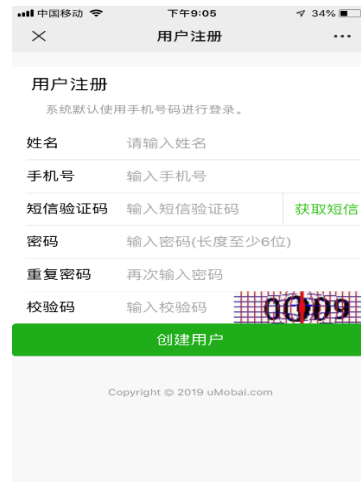 中国移动 下午9:05 34%
用户注册
用户注册
系统默认使用手机号码进行登录。
姓名 请输入姓名
手机号 输入手机号
短信验证码 输入短信验证码 获取短信
密码 输入密码(长度至少6位)
重复密码 再次输入密码
校验码 输入校验码
创建用户
Copyright © 2019 uMobai.com